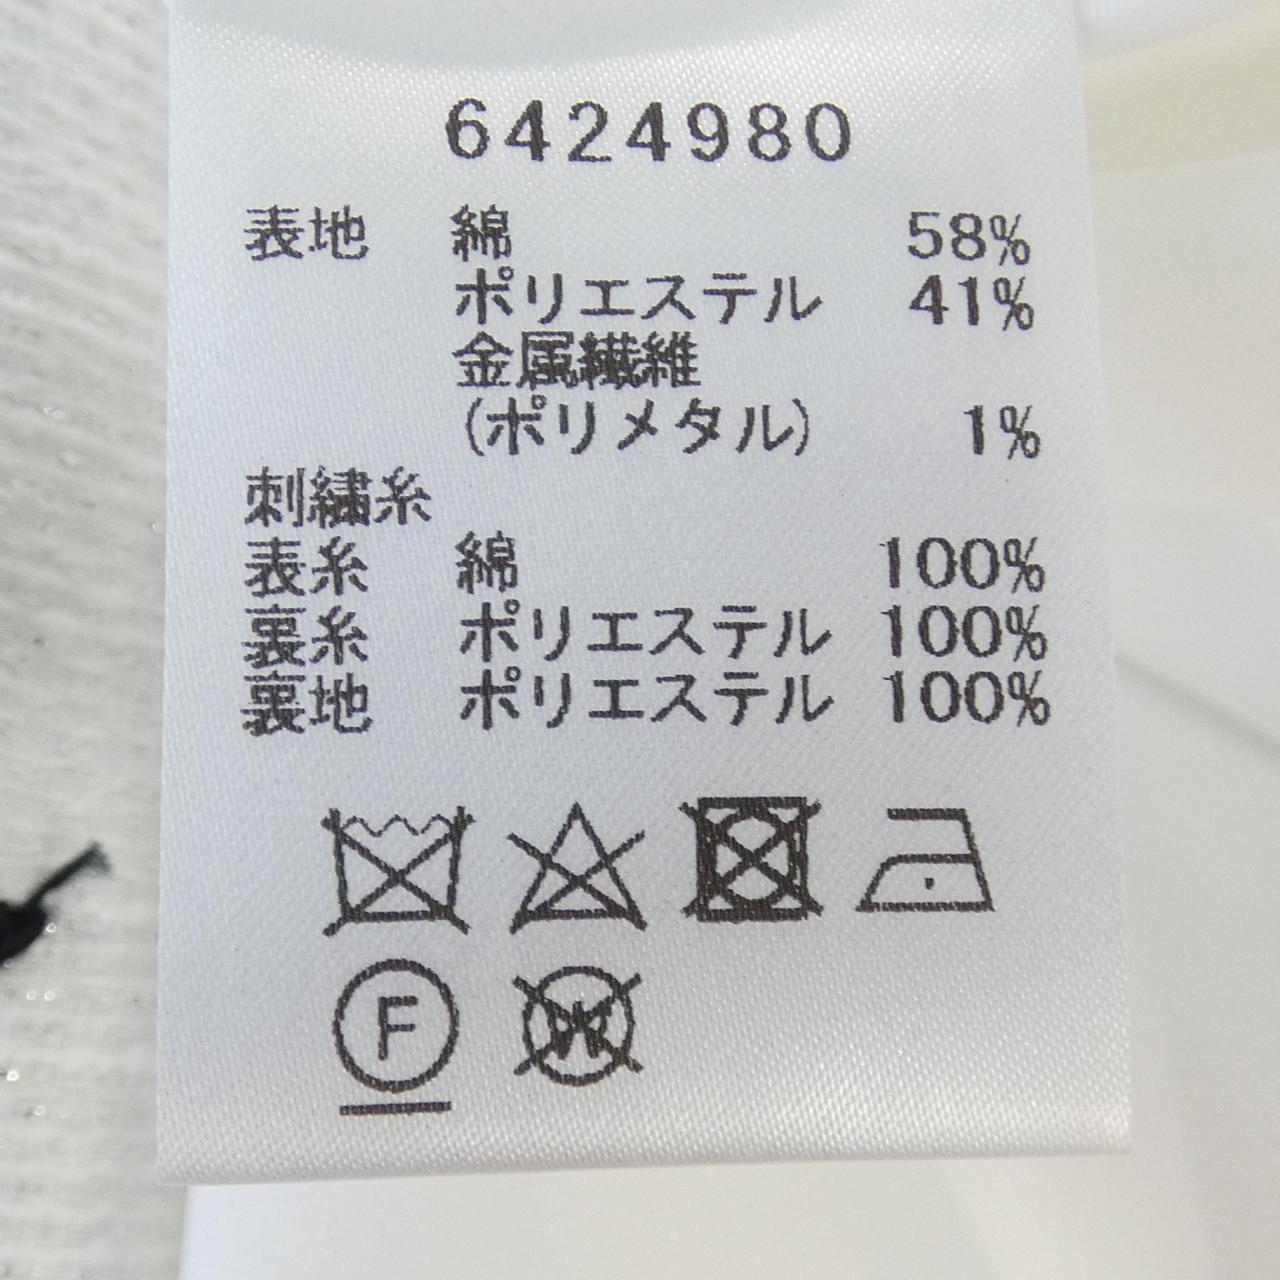 6424980
表地 綿 58%
ポリエステル 41%
金属繊維
(ポリメタル) 1%
刺繍糸
表糸 綿 100%
裏糸 ポリエステル 100%
裏地 ポリエステル 100%
F
W